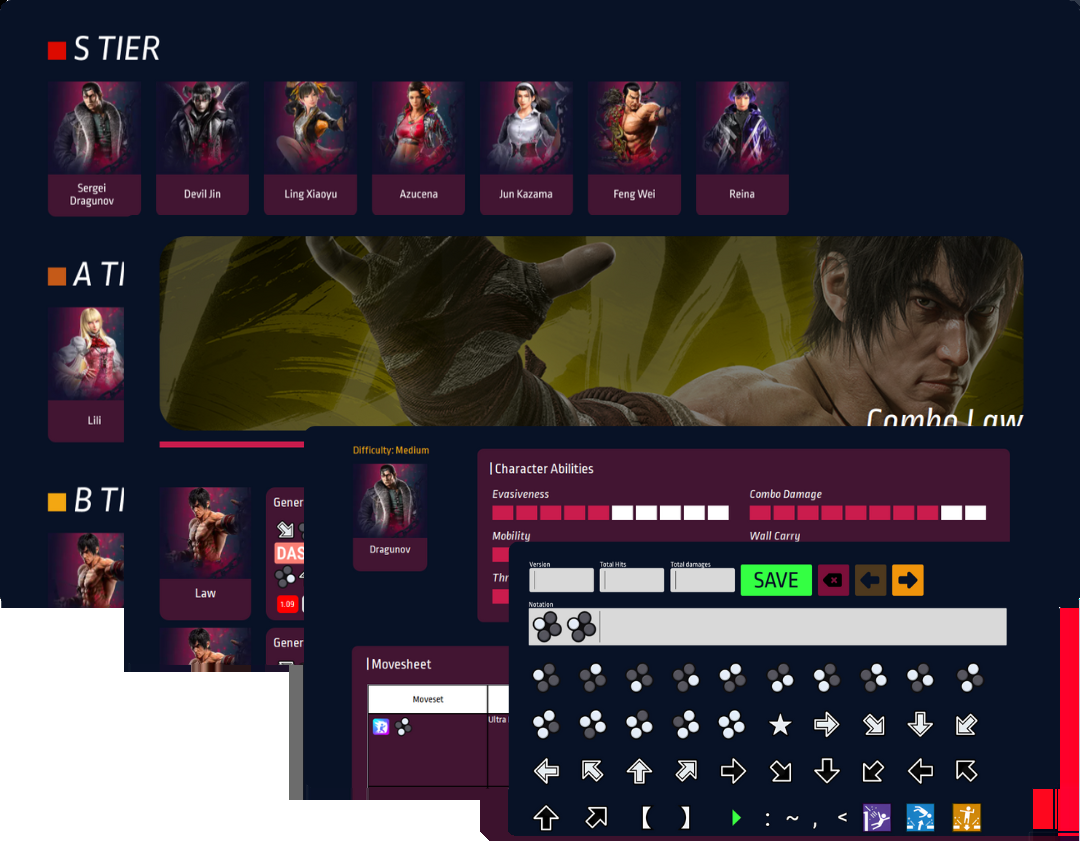 S TIER
Sergei
Dragunov
Devil Jin
Ling Xiaoyu
Azucena
Jun Kazama
Feng Wei
Reina
A TI
Lili
Combo Law
B TI
Law
Gener
DAS
1.09
Gener
Difficulty: Medium
Dragunov
Character Abilities
Evasiveness
Combo Damage
Mobility
Wall Carry
Thr
Movesheet
Moveset
Ultra
Version
Total Hits
Total damages
SAVE
Notation
【 】 : ~ , <